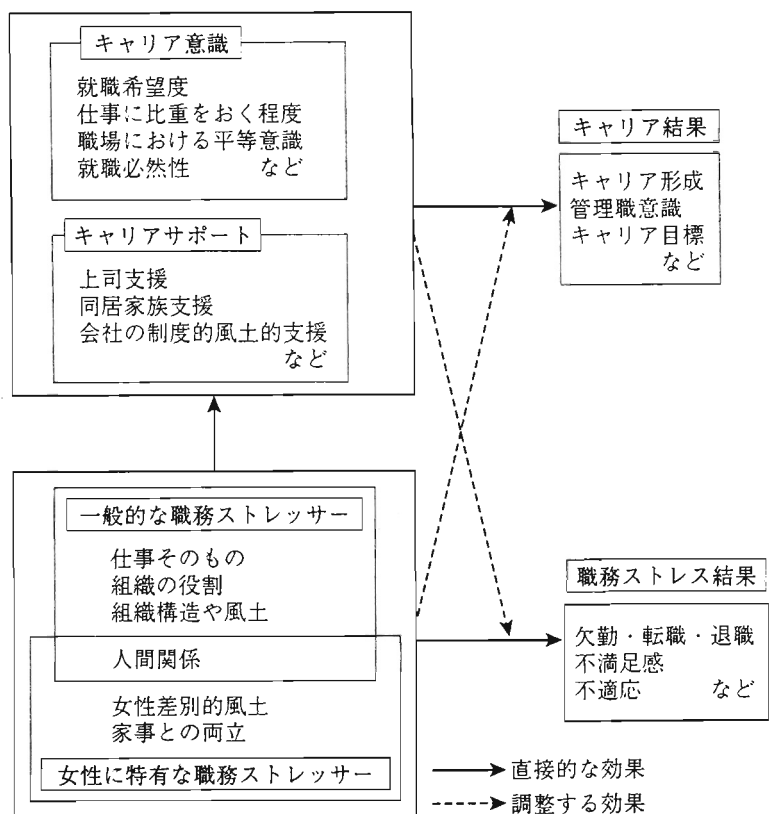 キャリア意識
就職希望度
仕事に比重をおく程度
職場における平等意識
就職必然性　　など
キャリアサポート
上司支援
同居家族支援
会社の制度的風土的支援
など
キャリア結果
キャリア形成
管理職意識
キャリア目標
など
一般的な職務ストレッサー
仕事そのもの
組織の役割
組織構造や風土
人間関係
女性差別的風土
家事との両立
女性に特有な職務ストレッサー
職務ストレス結果
欠勤・転職・退職
不満足感
不適応　　など
直接的な効果
調整する効果